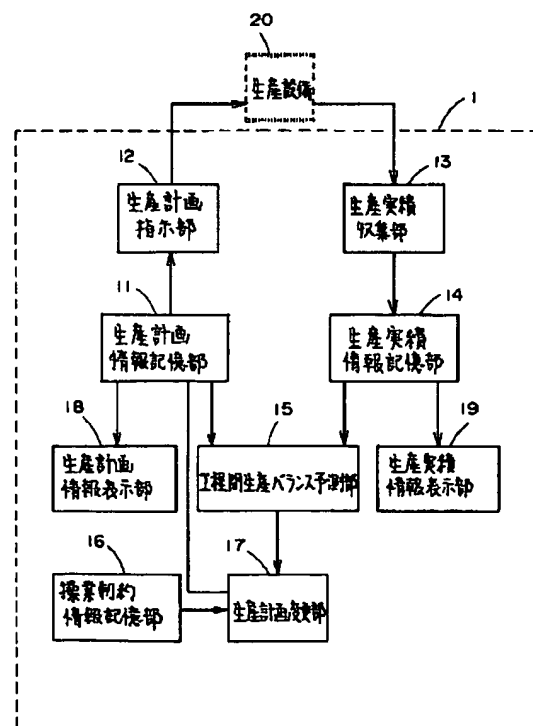 20
生産設備
1
12
生産計画
指示部
13
生産実績
収集部
11
生産計画
情報記憶部
14
生産実績
情報記憶部
18
生産計画
情報表示部
15
工程間生産バランス予測部
19
生産実績
情報表示部
16
操業制約
情報記憶部
17
生産計画変更部